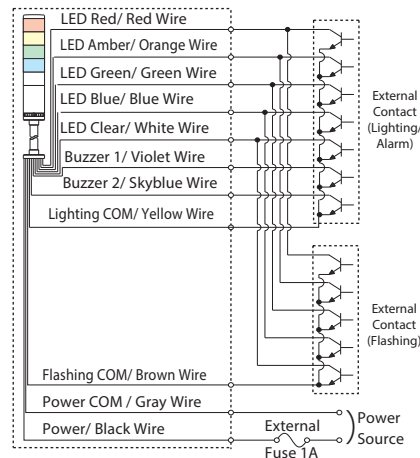 LED Red/ Red Wire
LED Amber/ Orange Wire
LED Green/ Green Wire
LED Blue/ Blue Wire
LED Clear/ White Wire
Buzzer 1/ Violet Wire
Buzzer 2/ Skyblue Wire
Lighting COM/ Yellow Wire
External
Contact
(Lighting/
Alarm)
External
Contact
(Flashing)
Flashing COM/ Brown Wire
Power COM / Gray Wire
Power/ Black Wire
External
Fuse 1A
Power
Source